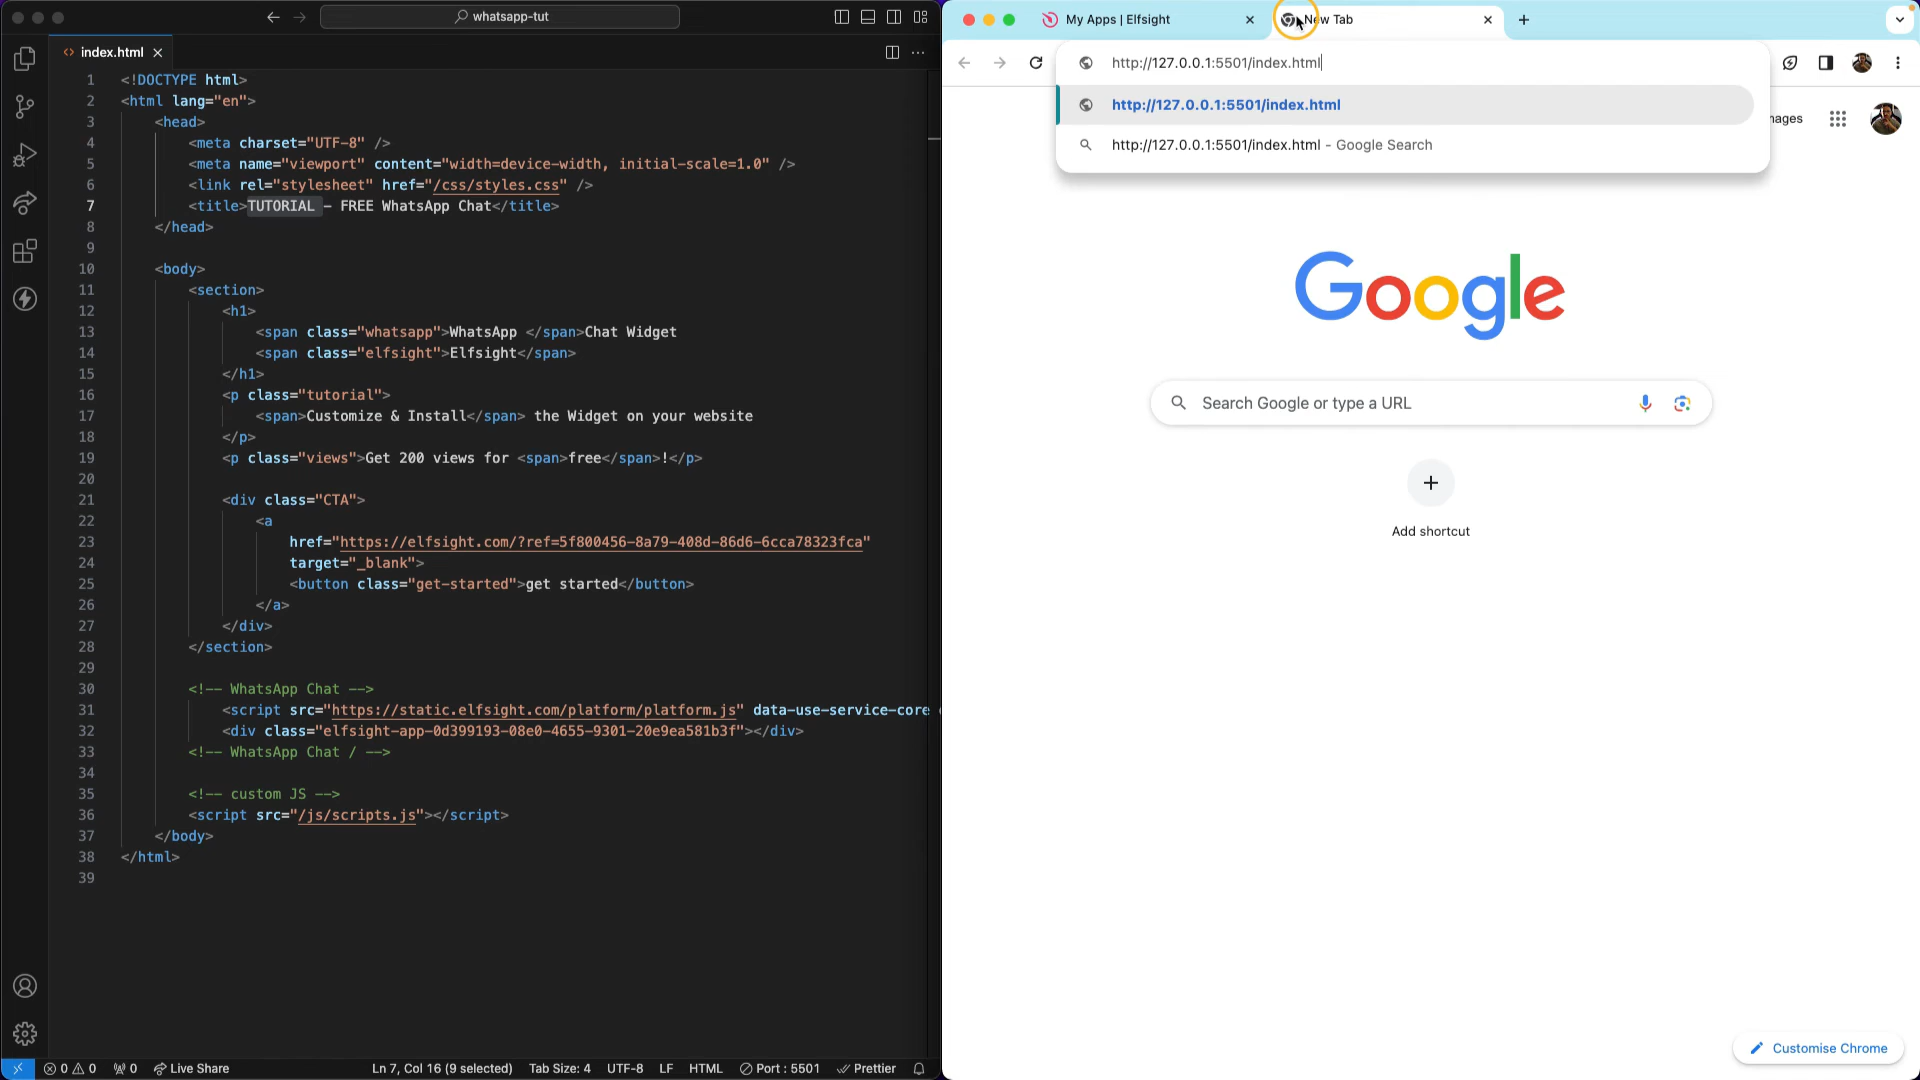 whatsapp-tut
index.html
1 <!DOCTYPE html>
2 <html lang="en">
3 <head>
4 <meta charset="UTF-8" />
5 <meta name="viewport" content="width=device-width, initial-scale=1.0" />
6 <link rel="stylesheet" href="/css/styles.css" />
7 <title>TUTORIAL - FREE WhatsApp Chat</title>
8 </head>
9
10 <body>
11 <section>
12 <h1>
13 <span class="whatsapp">WhatsApp </span>Chat Widget
14 <span class="elfsight">Elfsight</span>
15 </h1>
16 <p class="tutorial">
17 <span>Customize & Install</span> the Widget on your website
18 </p>
19 <p class="views">Get 200 views for <span>free</span>!</p>
20
21 <div class="CTA">
22 <a
23 href="https://elfsight.com/?ref=5f800456-8a79-408d-86d6-6cca78323fca"
24 target="_blank">
25 <button class="get-started">get started</button>
26 </a>
27 </div>
28 </section>
29
30 <!-- WhatsApp Chat -->
31 <script src="https://static.elfsight.com/platform/platform.js" data-use-service-core
32 <div class="elfsight-app-0d399193-08e0-4655-9301-20e9ea581b3f"></div>
33 <!-- WhatsApp Chat / -->
34
35 <!-- custom JS -->
36 <script src="/js/scripts.js"></script>
37 </body>
38 </html>
39
0 0 0 Live Share Ln 7, Col 16 (9 selected) Tab Size: 4 UTF-8 LF HTML Port : 5501 Prettier
My Apps | Elfsight
New Tab
http://127.0.0.1:5501/index.html
http://127.0.0.1:5501/index.html
http://127.0.0.1:5501/index.html - Google Search
Google
Search Google or type a URL
Add shortcut
Customise Chrome